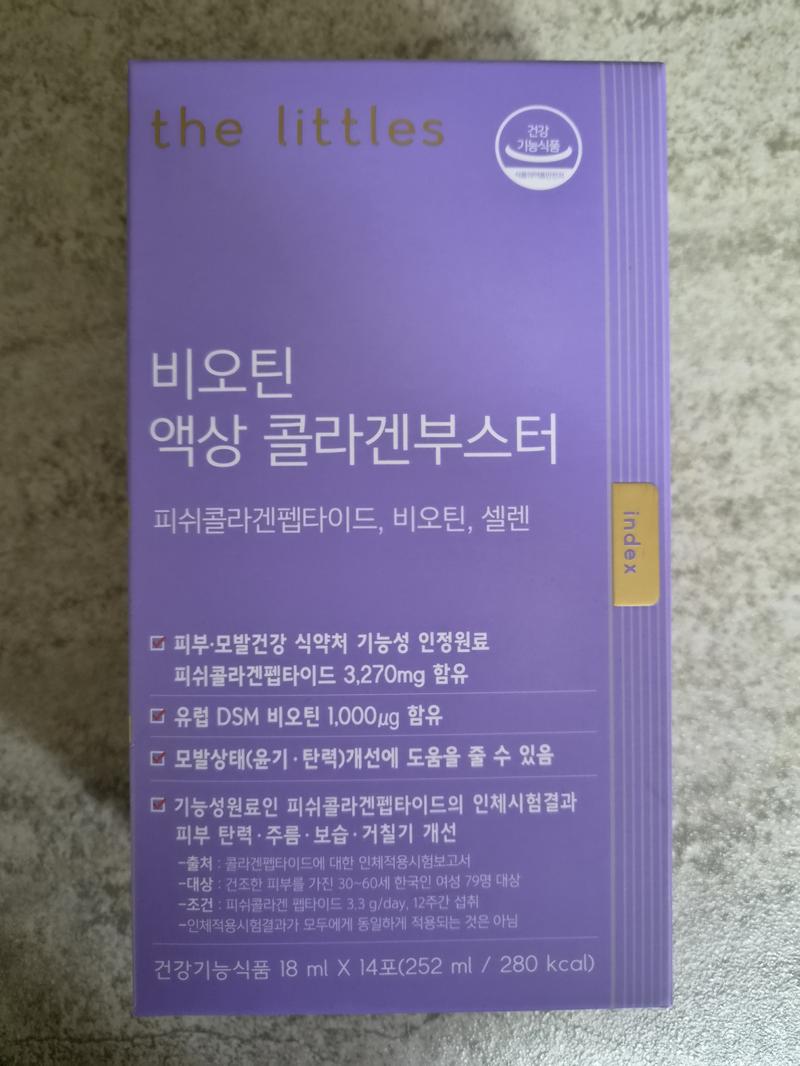 the littles
건강
기능식품
식품의약품안전처
비오틴
액상 콜라겐부스터
피쉬콜라겐펩타이드, 비오틴, 셀렌
index
피부·모발건강 식약처 기능성 인정원료
피쉬콜라겐펩타이드 3,270mg 함유
유럽 DSM 비오틴 1,000㎍ 함유
모발상태(윤기·탄력)개선에 도움을 줄 수 있음
기능성원료인 피쉬콜라겐펩타이드의 인체시험결과
피부 탄력·주름·보습·거칠기 개선
-출처 : 콜라겐펩타이드에 대한 인체적용시험보고서
-대상 : 건조한 피부를 가진 30~60세 한국인 여성 79명 대상
-조건 : 피쉬콜라겐 펩타이드 3.3 g/day, 12주간 섭취
-인체적용시험결과가 모두에게 동일하게 적용되는 것은 아님
건강기능식품 18 ml X 14포(252 ml / 280 kcal)